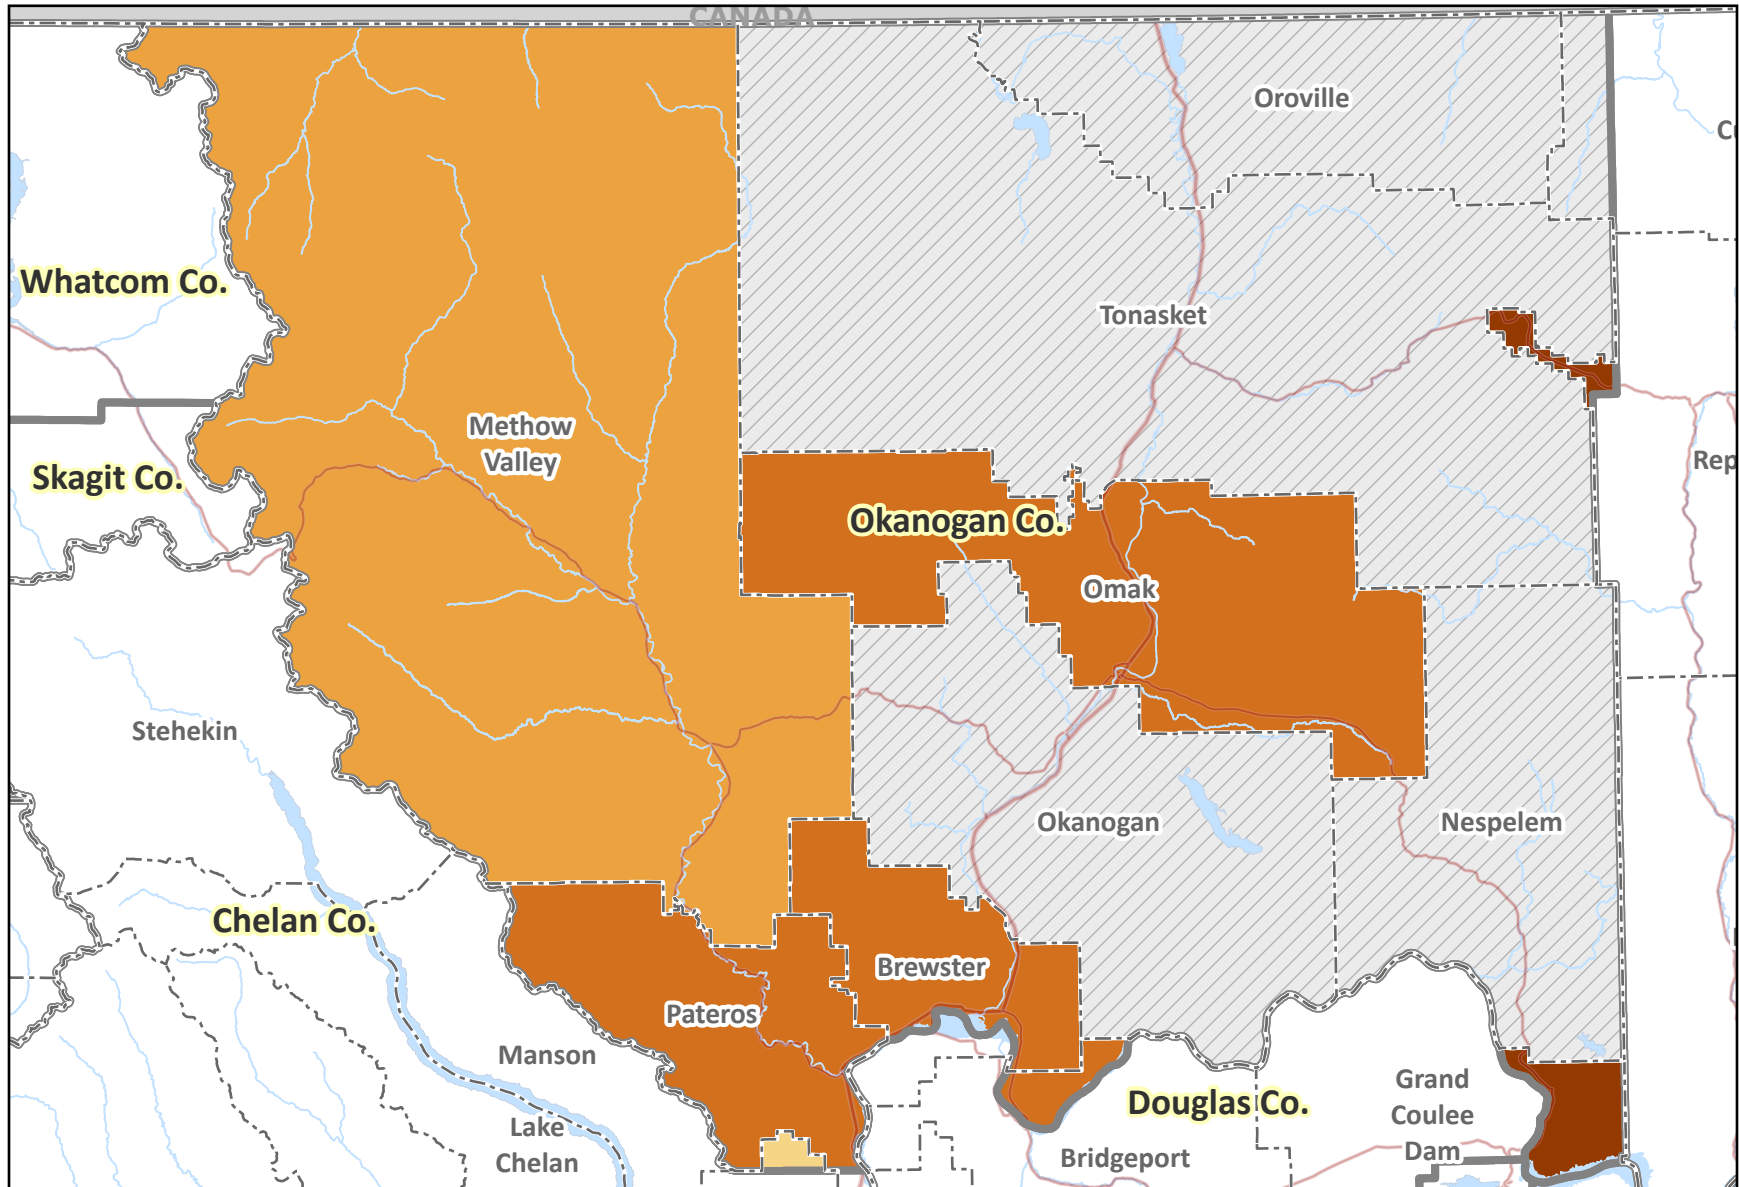 CANADA
Oroville
Whatcom Co.
Tonasket
Methow
Valley
Skagit Co.
Okanogan Co.
Omak
Stehekin
Okanogan
Nespelem
Chelan Co.
Brewster
Pateros
Manson
Grand
Coulee
Dam
Douglas Co.
Lake
Chelan
Bridgeport
Rep